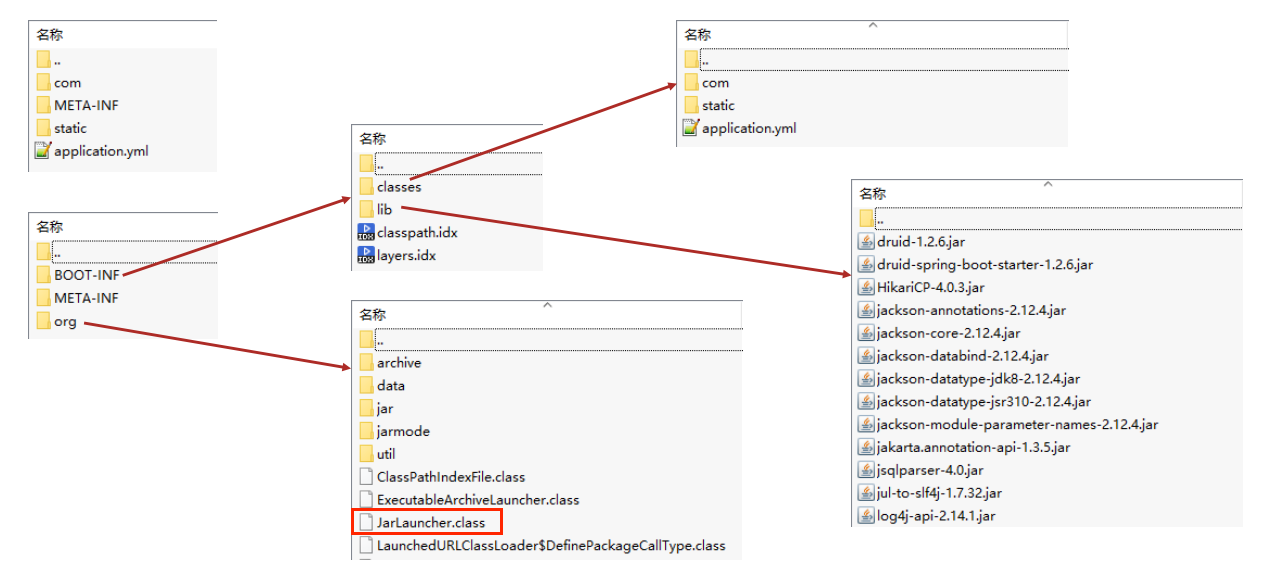 名称
..
com
META-INF
static
application.yml
名称
..
BOOT-INF
META-INF
org
名称
..
classes
lib
classpath.idx
layers.idx
名称
..
archive
data
jar
jarmode
util
ClassPathIndexFile.class
ExecutableArchiveLauncher.class
JarLauncher.class
LaunchedURLClassLoader$DefinePackageCallType.class
名称
..
com
static
application.yml
名称
..
druid-1.2.6.jar
druid-spring-boot-starter-1.2.6.jar
HikariCP-4.0.3.jar
jackson-annotations-2.12.4.jar
jackson-core-2.12.4.jar
jackson-databind-2.12.4.jar
jackson-datatype-jdk8-2.12.4.jar
jackson-datatype-jsr310-2.12.4.jar
jackson-module-parameter-names-2.12.4.jar
jakarta.annotation-api-1.3.5.jar
jsqlparser-4.0.jar
jul-to-slf4j-1.7.32.jar
log4j-api-2.14.1.jar